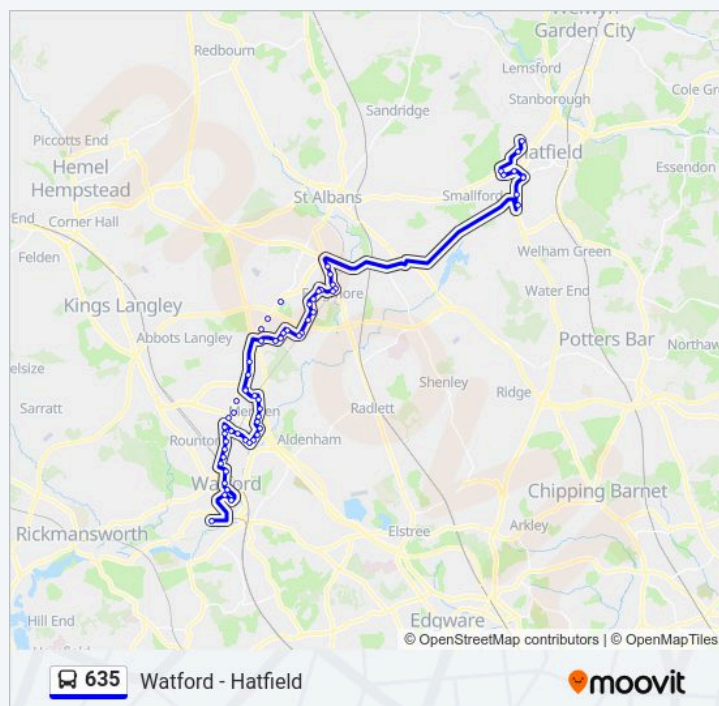 Welwyn
Garden City
Redbourn
Lemsford
Cole Gr
Stanborough
Sandridge
Piccotts End
Hatfield
Hemel
Hempstead
Essendon
St Albans
Smallford
End
Corner Hall
Welham Green
Felden
Water End
Kings Langley
Abbots Langley
Potters Bar
Northaw
elsize
Shenley
Ridge
Sarratt
Radlett
Aldenham
Watford
Chipping Barnet
Rickmansworth
Elstree
Arkley
Hill End
Edgware
© OpenStreetMap contributors | © OpenMapTiles
635 Watford - Hatfield
moovit